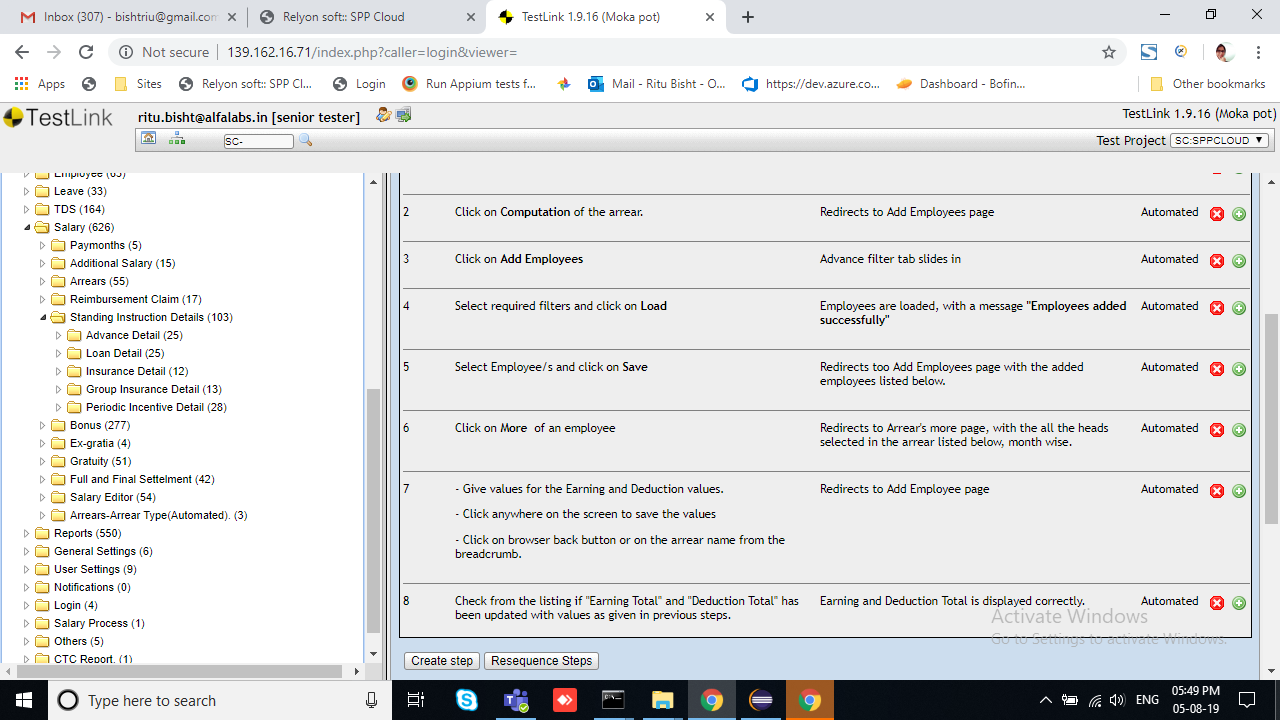 Inbox (307) - bishtriu@gmail.com
Relyon soft:: SPP Cloud
TestLink 1.9.16 (Moka pot)
Not secure
139.162.16.71/index.php?caller=login&viewer=
Apps
Sites
Relyon soft:: SPP Cl...
Login
Run Appium tests f...
Mail - Ritu Bisht - O...
https://dev.azure.co...
Dashboard - Bofin...
Other bookmarks
TestLink
ritu.bisht@alfalabs.in [senior tester]
TestLink 1.9.16 (Moka pot)
SC-
Test Project
SC:SPPCLOUD
Employee (63)
Leave (33)
TDS (164)
Salary (626)
Paymonths (5)
Additional Salary (15)
Arrears (55)
Reimbursement Claim (17)
Standing Instruction Details (103)
Advance Detail (25)
Loan Detail (25)
Insurance Detail (12)
Group Insurance Detail (13)
Periodic Incentive Detail (28)
Bonus (277)
Ex-gratia (4)
Gratuity (51)
Full and Final Settelment (42)
Salary Editor (54)
Arrears-Arrear Type(Automated). (3)
Reports (550)
General Settings (6)
User Settings (9)
Notifications (0)
Login (4)
Salary Process (1)
Others (5)
CTC Report. (1)
2 Click on Computation of the arrear. Redirects to Add Employees page Automated
3 Click on Add Employees Advance filter tab slides in Automated
4 Select required filters and click on Load Employees are loaded, with a message "Employees added Automated
successfully"
5 Select Employee/s and click on Save Redirects too Add Employees page with the added Automated
employees listed below.
6 Click on More of an employee Redirects to Arrear's more page, with the all the heads Automated
selected in the arrear listed below, month wise.
7 - Give values for the Earning and Deduction values. Redirects to Add Employee page Automated
- Click anywhere on the screen to save the values
- Click on browser back button or on the arrear name from the
breadcrumb.
8 Check from the listing if "Earning Total" and "Deduction Total" has Earning and Deduction Total is displayed correctly. Automated
been updated with values as given in previous steps.
Activate Windows
Go to Settings to activate Windows.
Create step
Resequence Steps
Type here to search
ENG
05:49 PM
05-08-19